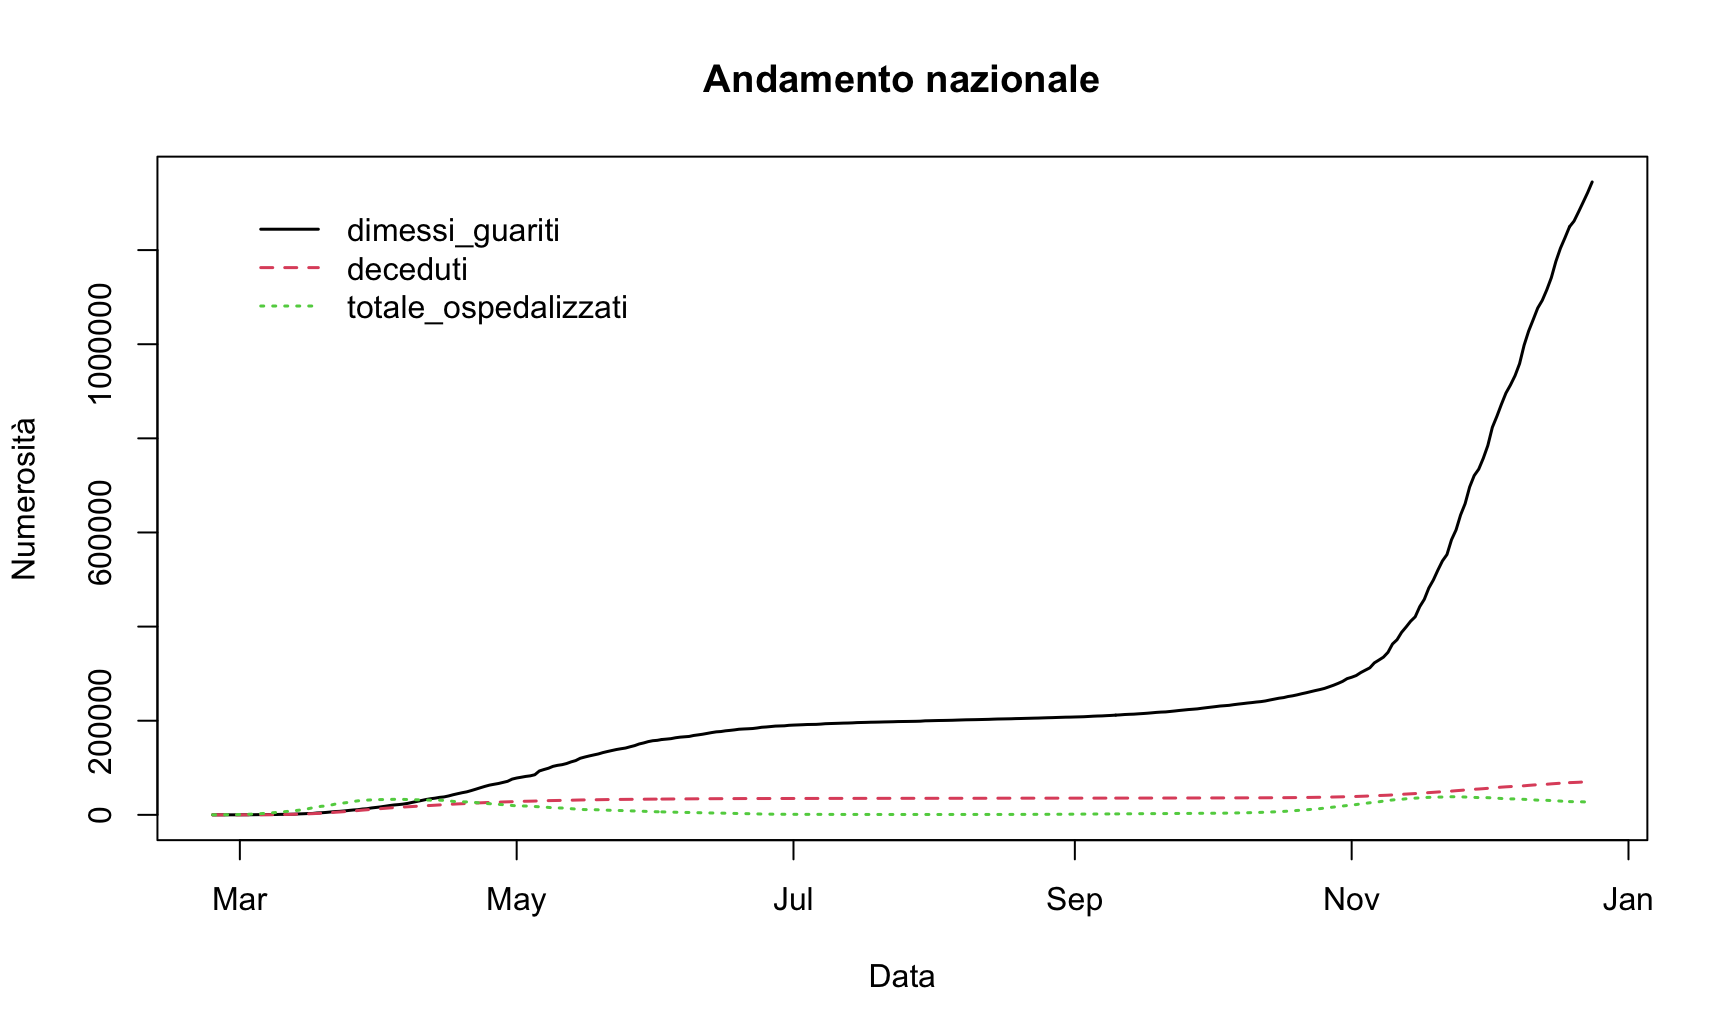 Andamento nazionale
dimessi_guariti
deceduti
totale_ospedalizzati
Numerosità
1000000
600000
200000
0
Mar May Jul Sep Nov Jan
Data